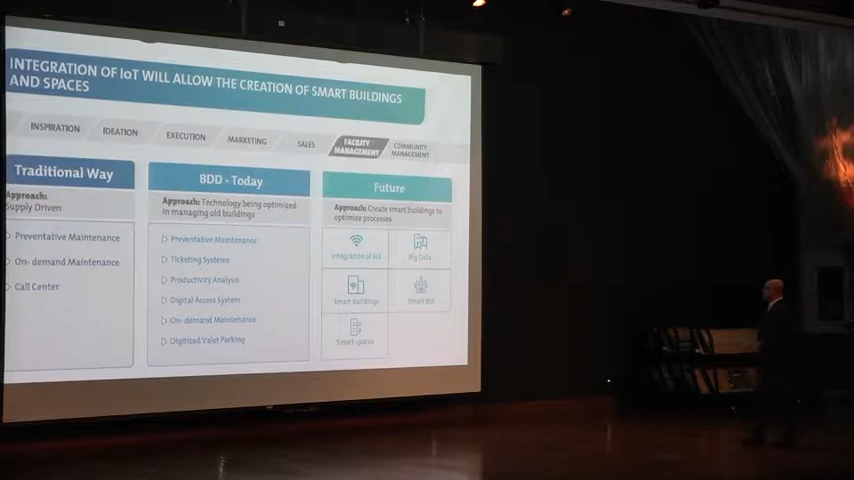 INTEGRATION OF IoT WILL ALLOW THE CREATION OF SMART BUILDINGS
AND SPACES
INSPIRATION
IDEATION
EXECUTION
MARKETING
SALES
FACILITY
MANAGEMENT
COMMUNITY
MANAGEMENT
Traditional Way
Approach:
Supply Driven
Preventative Maintenance
On- demand Maintenance
Call Center
BDD - Today
Approach: Technology being optimized
in managing old buildings
Preventative Maintenance
Ticketing Systems
Productivity Analysis
Digital Access System
On- demand Maintenance
Digitized Valet Parking
Future
Approach: Create smart buildings to
optimize processes
Integration of IoT
Big Data
Smart buildings
Smart Bot
Smart spaces